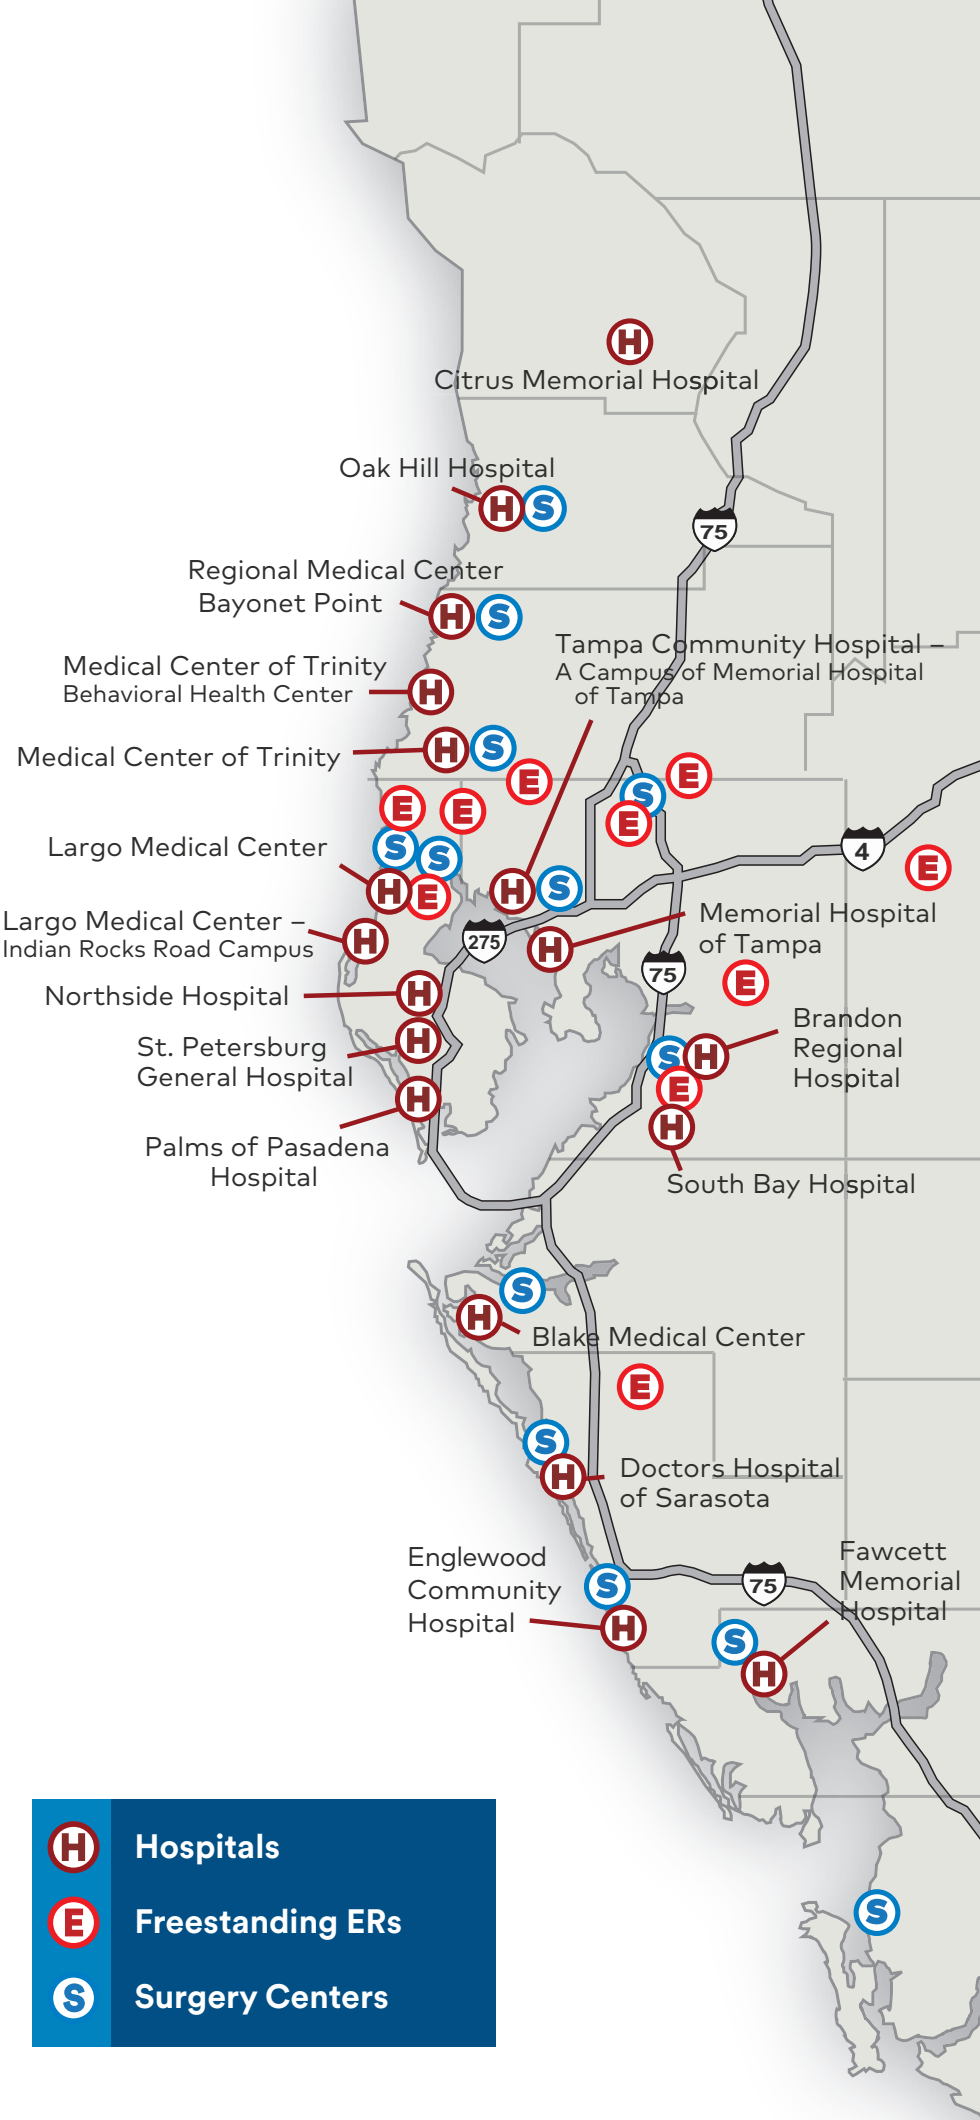 H
Citrus Memorial Hospital
Oak Hill Hospital
H S
75
Regional Medical Center
Bayonet Point
H S
Tampa Community Hospital –
A Campus of Memorial Hospital
of Tampa
Medical Center of Trinity
Behavioral Health Center
H
Medical Center of Trinity
H S
E
E
S
E
E
E
S
S
Largo Medical Center
4
E
H
E
H
S
Memorial Hospital
of Tampa
Largo Medical Center –
Indian Rocks Road Campus
H
275
H
75
E
Northside Hospital
H
Brandon
Regional
Hospital
St. Petersburg
General Hospital
H
S H
E
Palms of Pasadena
Hospital
H
H
South Bay Hospital
S
H
Blake Medical Center
E
S
H
Doctors Hospital
of Sarasota
Englewood
Community
Hospital
S
H
75
Fawcett
Memorial
Hospital
S
H
H Hospitals
E Freestanding ERs
S Surgery Centers
S